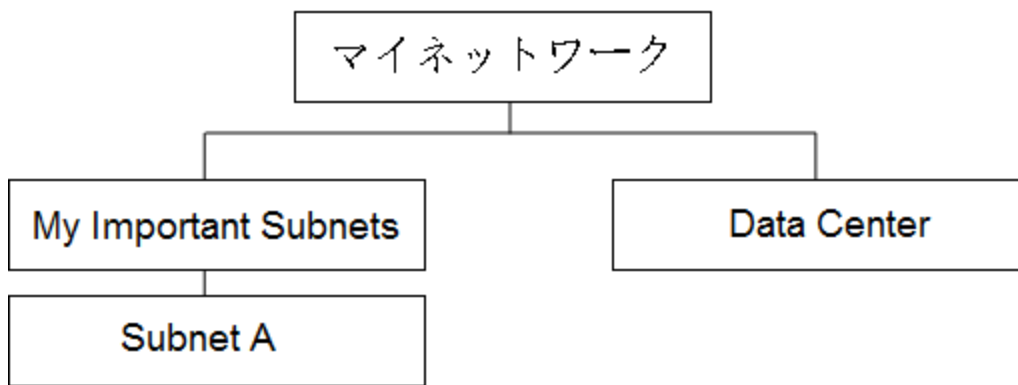 マイネットワーク
My Important Subnets
Data Center
Subnet A